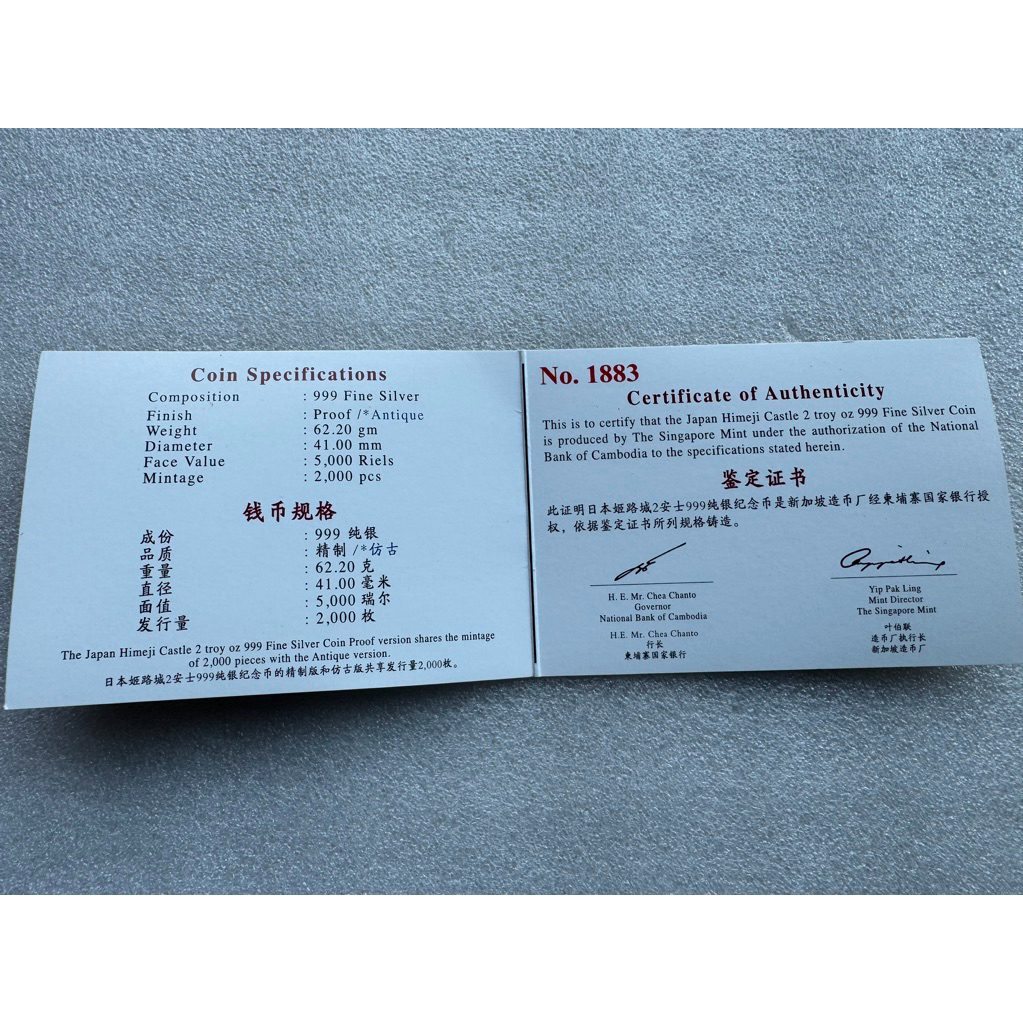 Coin Specifications
Composition : 999 Fine Silver
Finish : Proof /*Antique
Weight : 62.20 gm
Diameter : 41.00 mm
Face Value : 5,000 Riels
Mintage : 2,000 pcs
钱币规格
成份 : 999 纯银
品质 : 精制 /*仿古
重量 : 62.20 克
直径 : 41.00 毫米
面值 : 5,000 瑞尔
发行量 : 2,000 枚
The Japan Himeji Castle 2 troy oz 999 Fine Silver Coin Proof version shares the mintage
of 2,000 pieces with the Antique version.
日本姬路城2安士999纯银纪念币的精制版和仿古版共享发行量2,000枚。
No. 1883
Certificate of Authenticity
This is to certify that the Japan Himeji Castle 2 troy oz 999 Fine Silver Coin
is produced by The Singapore Mint under the authorization of the National
Bank of Cambodia to the specifications stated herein.
鉴定证书
此证明日本姬路城2安士999纯银纪念币是新加坡造币厂经柬埔寨国家银行授
权，依据鉴定证书所列规格铸造。
H. E. Mr. Chea Chanto
Governor
National Bank of Cambodia
H.E. Mr. Chea Chanto
行长
柬埔寨国家银行
Yip Pak Ling
Mint Director
The Singapore Mint
叶伯联
造币厂执行长
新加坡造币厂